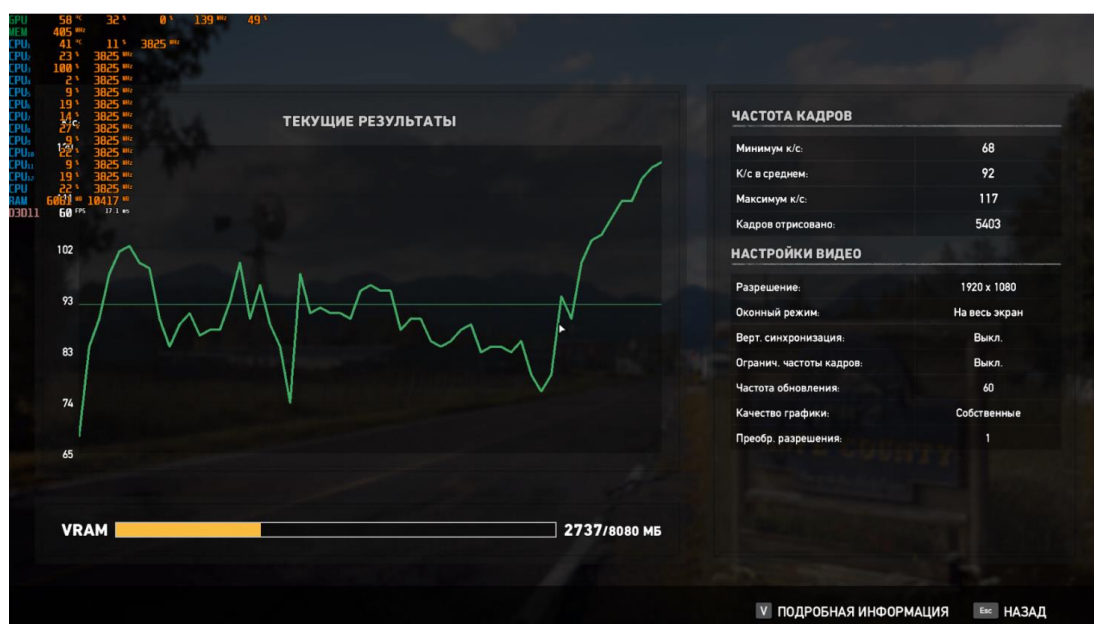 GPU 58 °C 32 % 0 % 139 MHz 49 %
MEM 405 MHz
CPU₁ 41 °C 11 % 3825 MHz
CPU₂ 23 % 3825 MHz
CPU₃ 100 % 3825 MHz
CPU₄ 2 % 3825 MHz
CPU₅ 9 % 3825 MHz
CPU₆ 19 % 3825 MHz
CPU₇ 14 % 3825 MHz
CPU₈ 27 % 3825 MHz
CPU₉ 9 % 3825 MHz
CPU₁₀ 22 % 3825 MHz
CPU₁₁ 9 % 3825 MHz
CPU₁₂ 19 % 3825 MHz
CPU 22 % 3825 MHz
RAM 6061 MB 10417 MB
D3D11 60 FPS 17.1 ms
ТЕКУЩИЕ РЕЗУЛЬТАТЫ
102
93
83
74
65
VRAM 2737/8080 МБ
ЧАСТОТА КАДРОВ
Минимум к/с: 68
К/с в среднем: 92
Максимум к/с: 117
Кадров отрисовано: 5403
НАСТРОЙКИ ВИДЕО
Разрешение: 1920 x 1080
Оконный режим: На весь экран
Верт. синхронизация: Выкл.
Огранич. частоты кадров: Выкл.
Частота обновления: 60
Качество графики: Собственные
Преобр. разрешения: 1
V ПОДРОБНАЯ ИНФОРМАЦИЯ Esc НАЗАД